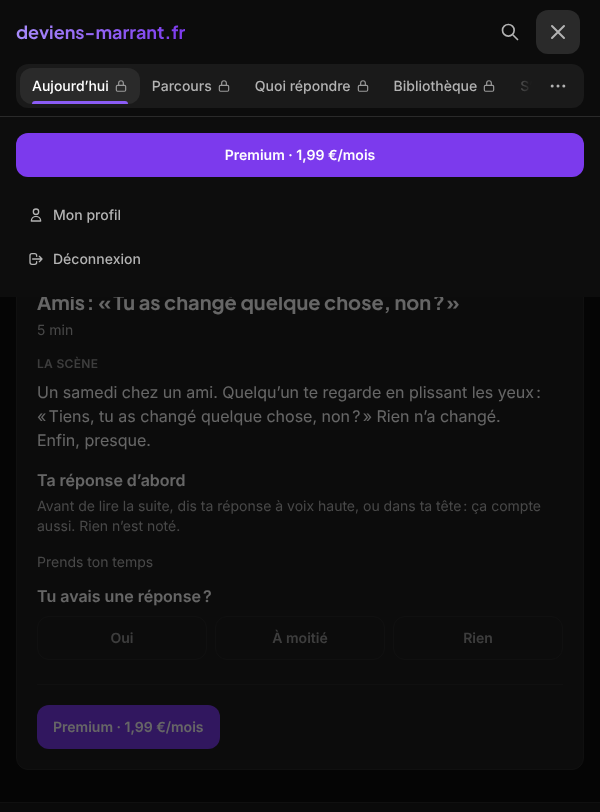 deviens-marrant.fr
Aujourd’hui
Parcours
Quoi répondre
Bibliothèque
S
Premium · 1,99 €/mois
Mon profil
Déconnexion
Amis : « Tu as changé quelque chose, non ? »
5 min
LA SCÈNE
Un samedi chez un ami. Quelqu’un te regarde en plissant les yeux :
« Tiens, tu as changé quelque chose, non ? » Rien n’a changé.
Enfin, presque.
Ta réponse d’abord
Avant de lire la suite, dis ta réponse à voix haute, ou dans ta tête : ça compte
aussi. Rien n’est noté.
Prends ton temps
Tu avais une réponse ?
Oui
À moitié
Rien
Premium · 1,99 €/mois